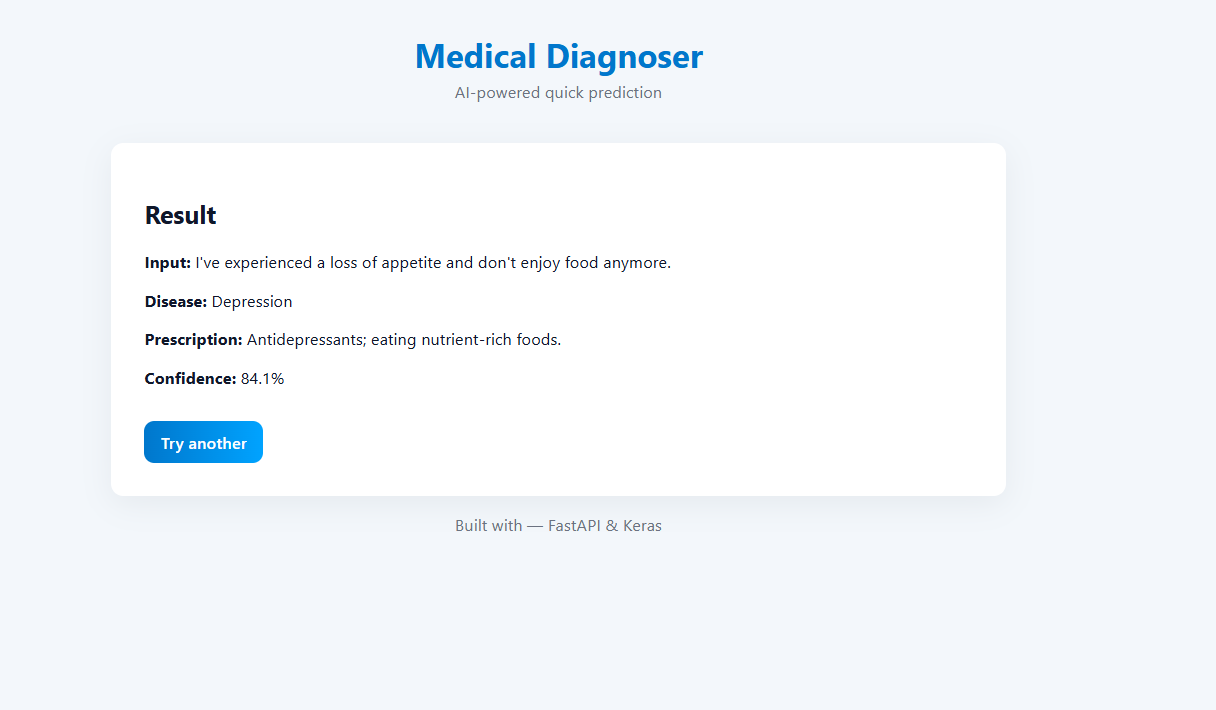 Medical Diagnoser
AI-powered quick prediction
Result
Input: I've experienced a loss of appetite and don't enjoy food anymore.
Disease: Depression
Prescription: Antidepressants; eating nutrient-rich foods.
Confidence: 84.1%
Try another
Built with — FastAPI & Keras